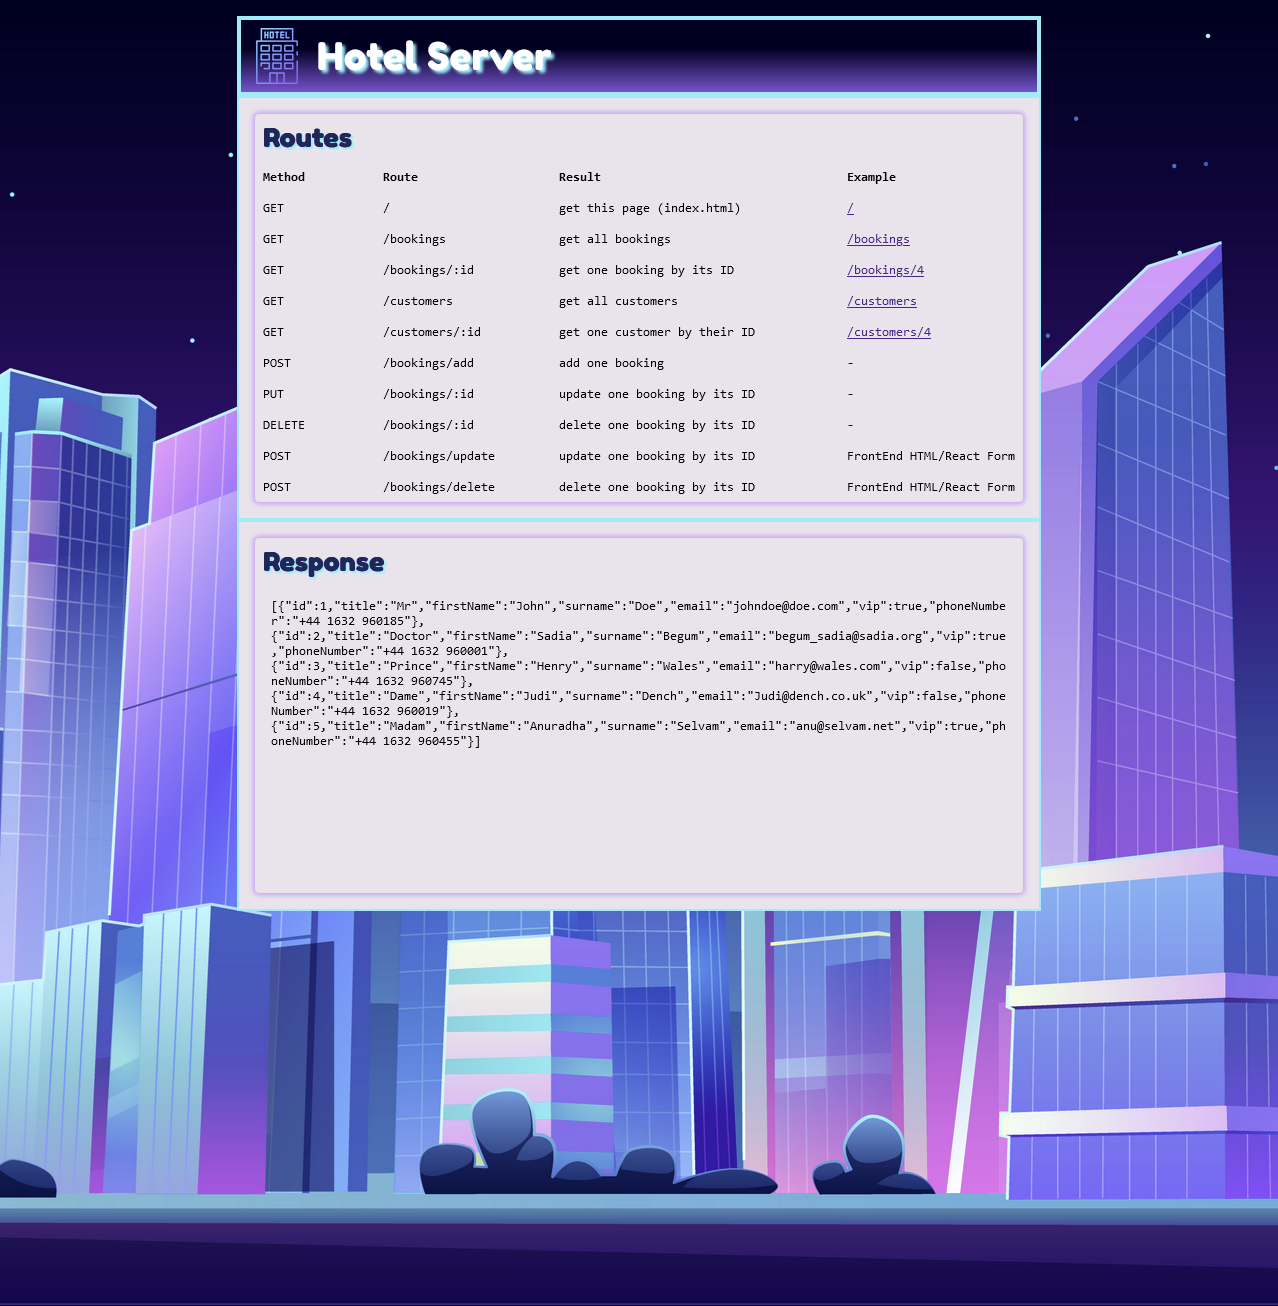 HOTEL
Hotel Server
Routes
Method Route Result Example
GET / get this page (index.html) /
GET /bookings get all bookings /bookings
GET /bookings/:id get one booking by its ID /bookings/4
GET /customers get all customers /customers
GET /customers/:id get one customer by their ID /customers/4
POST /bookings/add add one booking -
PUT /bookings/:id update one booking by its ID -
DELETE /bookings/:id delete one booking by its ID -
POST /bookings/update update one booking by its ID FrontEnd HTML/React Form
POST /bookings/delete delete one booking by its ID FrontEnd HTML/React Form
Response
[{"id":1,"title":"Mr","firstName":"John","surname":"Doe","email":"johndoe@doe.com","vip":true,"phoneNumbe
r":"+44 1632 960185"},
{"id":2,"title":"Doctor","firstName":"Sadia","surname":"Begum","email":"begum_sadia@sadia.org","vip":true
,"phoneNumber":"+44 1632 960001"},
{"id":3,"title":"Prince","firstName":"Henry","surname":"Wales","email":"harry@wales.com","vip":false,"pho
neNumber":"+44 1632 960745"},
{"id":4,"title":"Dame","firstName":"Judi","surname":"Dench","email":"Judi@dench.co.uk","vip":false,"phone
Number":"+44 1632 960019"},
{"id":5,"title":"Madam","firstName":"Anuradha","surname":"Selvam","email":"anu@selvam.net","vip":true,"ph
oneNumber":"+44 1632 960455"}]